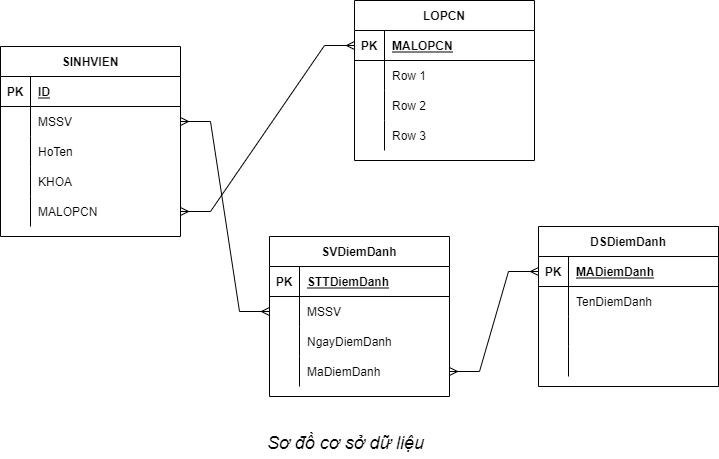 LOPCN
PK MALOPCN
Row 1
Row 2
Row 3
SINHVIEN
PK ID
MSSV
HoTen
KHOA
MALOPCN
SVDiemDanh
PK STTDiemDanh
MSSV
NgayDiemDanh
MaDiemDanh
DSDiemDanh
PK MADiemDanh
TenDiemDanh
Sơ đồ cơ sở dữ liệu